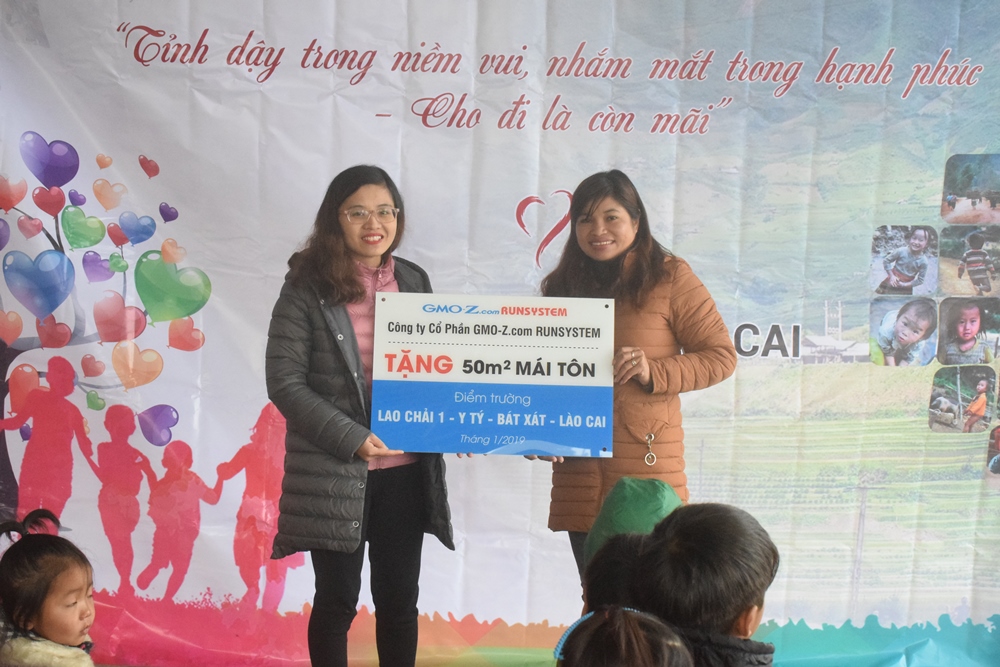 “Tỉnh dậy trong niềm vui, nhắm mắt trong hạnh phúc
– Cho đi là còn mãi”
CAI
GMO-Z.com RUNSYSTEM
Công ty Cổ Phần GMO-Z.com RUNSYSTEM
TẶNG 50m² MÁI TÔN
Điểm trường
LAO CHẢI 1 - Y TÝ - BÁT XÁT - LÀO CAI
Tháng 1/2019